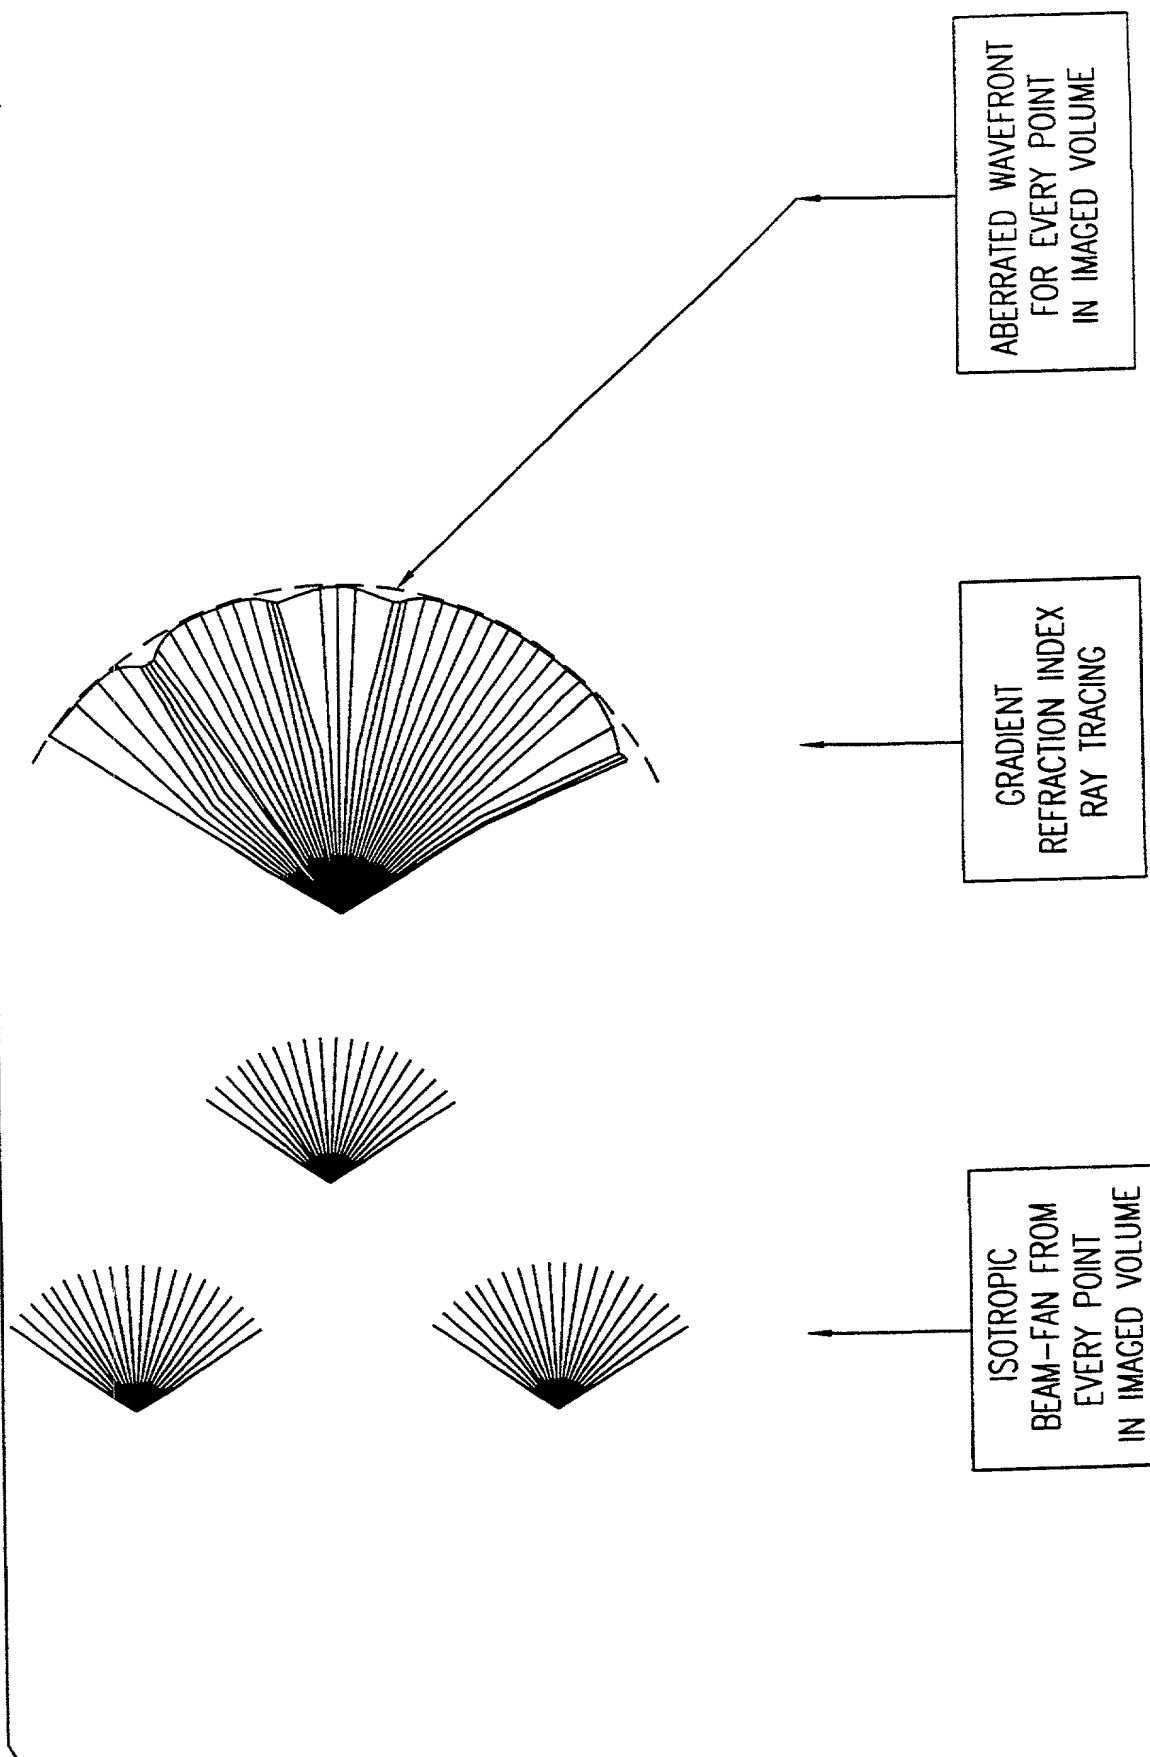 ISOTROPIC
BEAM-FAN FROM
EVERY POINT
IN IMAGED VOLUME
GRADIENT
REFRACTION INDEX
RAY TRACING
ABERRATED WAVEFRONT
FOR EVERY POINT
IN IMAGED VOLUME